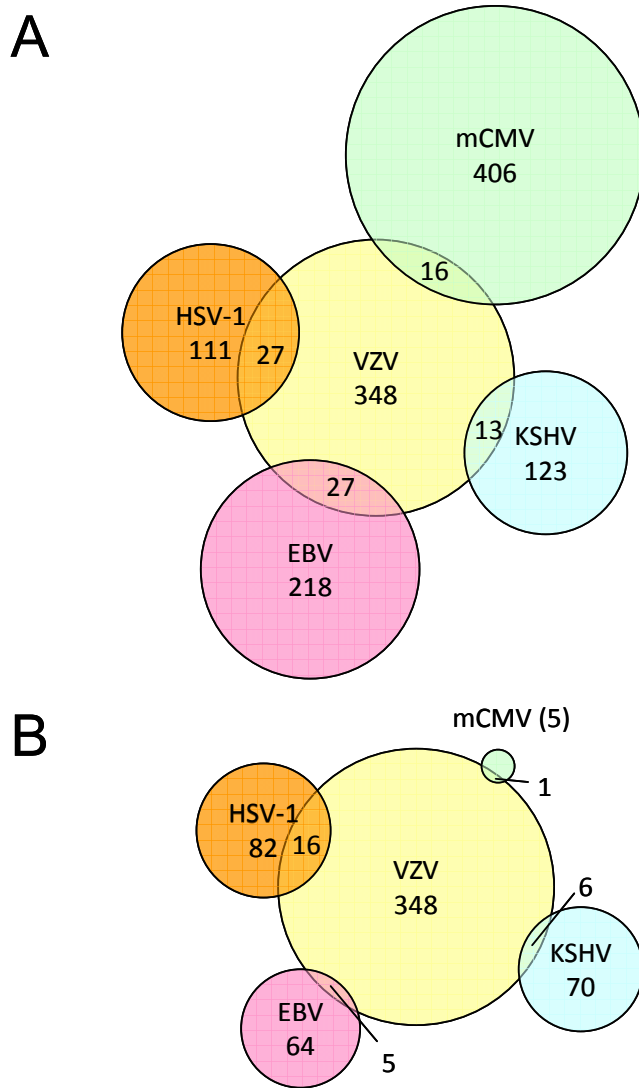 A
mCMV
406
16
HSV-1
111
27
VZV
348
13
KSHV
123
27
EBV
218
B
mCMV (5)
1
HSV-1
82
16
VZV
348
6
KSHV
70
EBV
64
5